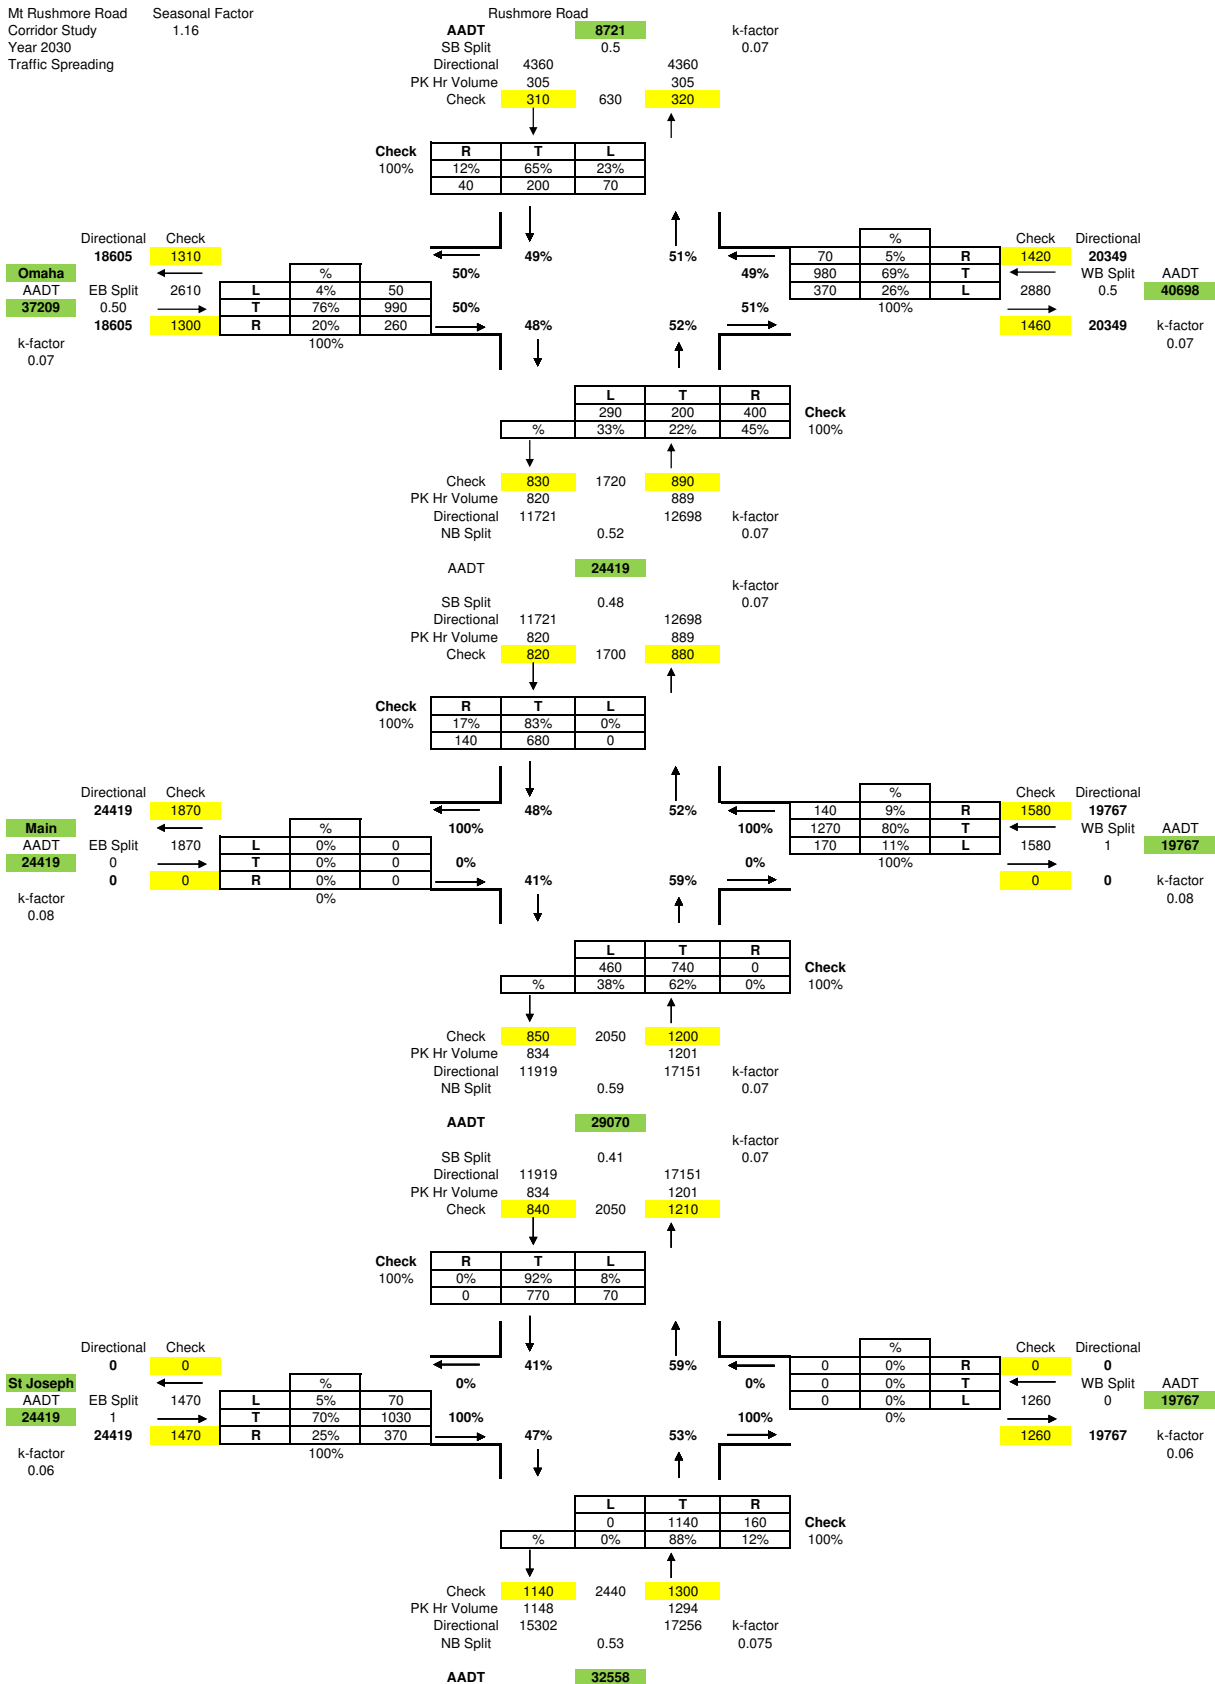 Mt Rushmore Road Seasonal Factor Rushmore Road
Corridor Study 1.16 AADT 8721 k-factor
Year 2030 SB Split 0.5 0.07
Traffic Spreading Directional 4360 4360
PK Hr Volume 305 305
Check 310 630 320
Check R T L
100% 12% 65% 23%
40 200 70
%
Directional Check Check Directional
18605 1310 49% 51% 70 5% R 1420 20349
Omaha % 50% 49% 980 69% T WB Split AADT
AADT EB Split 2610 L 4% 50 370 26% L 2880 0.5 40698
37209 0.50 T 76% 990 50% 51% 100%
18605 1300 R 20% 260 48% 52% 1460 20349 k-factor
k-factor 100% 0.07
0.07
L T R
290 200 400 Check
% 33% 22% 45% 100%
Check 830 1720 890
PK Hr Volume 820 889
Directional 11721 12698 k-factor
NB Split 0.52 0.07
AADT 24419
k-factor
SB Split 0.48 0.07
Directional 11721 12698
PK Hr Volume 820 889
Check 820 1700 880
Check R T L
100% 17% 83% 0%
140 680 0
%
Directional Check Check Directional
24419 1870 48% 52% 140 9% R 1580 19767
Main % 100% 100% 1270 80% T WB Split AADT
AADT EB Split 1870 L 0% 0 170 11% L 1580 1 19767
24419 0 T 0% 0 0% 0% 100%
0 0 R 0% 0 41% 59% 0 0 k-factor
k-factor 0% 0.08
0.08
L T R
460 740 0 Check
% 38% 62% 0% 100%
Check 850 2050 1200
PK Hr Volume 834 1201
Directional 11919 17151 k-factor
NB Split 0.59 0.07
AADT 29070
k-factor
SB Split 0.41 0.07
Directional 11919 17151
PK Hr Volume 834 1201
Check 840 2050 1210
Check R T L
100% 0% 92% 8%
0 770 70
%
Directional Check Check Directional
0 0 41% 59% 0 0% R 0 0
St Joseph % 0% 0% 0 0% T WB Split AADT
AADT EB Split 1470 L 5% 70 0 0% L 1260 0 19767
24419 1 T 70% 1030 100% 100% 0%
24419 1470 R 25% 370 47% 53% 1260 19767 k-factor
k-factor 100% 0.06
0.06
L T R
0 1140 160 Check
% 0% 88% 12% 100%
Check 1140 2440 1300
PK Hr Volume 1148 1294
Directional 15302 17256 k-factor
NB Split 0.53 0.075
AADT 32558